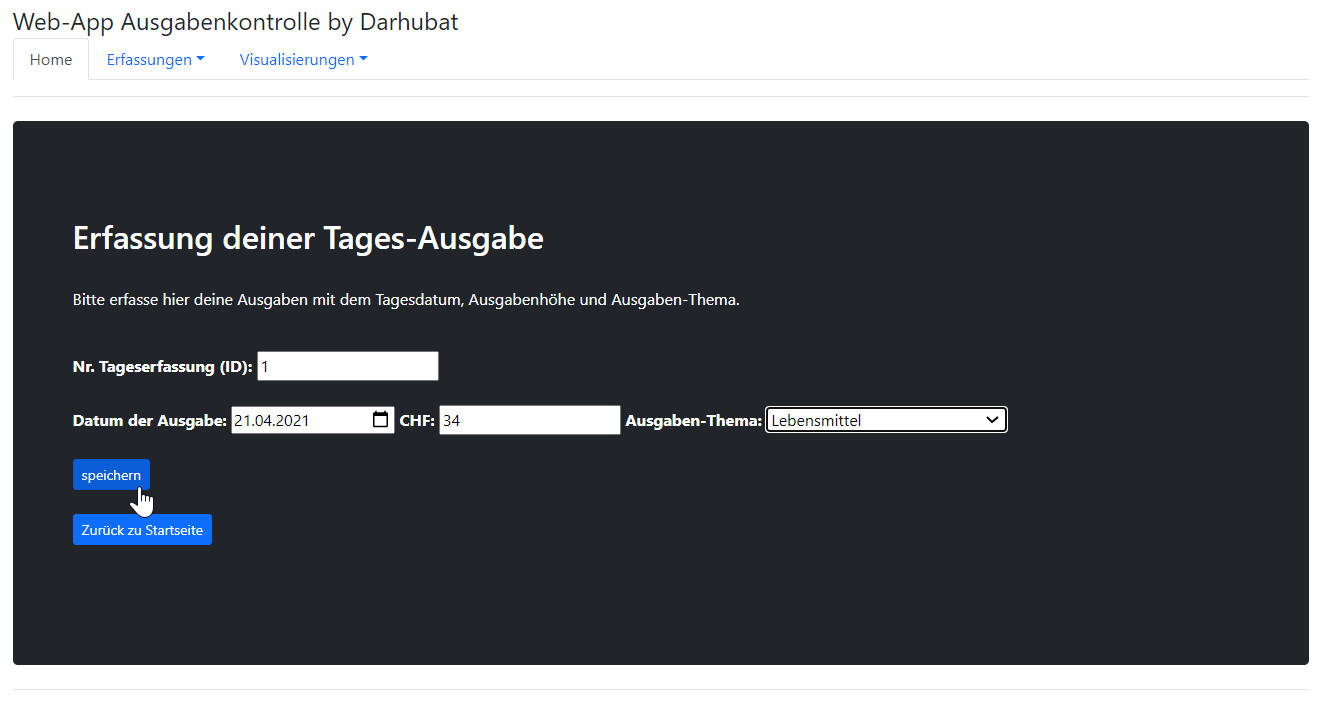 Web-App Ausgabenkontrolle by Darhubat
Home Erfassungen Visualisierungen
Erfassung deiner Tages-Ausgabe
Bitte erfasse hier deine Ausgaben mit dem Tagesdatum, Ausgabenhöhe und Ausgaben-Thema.
Nr. Tageserfassung (ID): 1
Datum der Ausgabe: 21.04.2021 CHF: 34 Ausgaben-Thema: Lebensmittel
speichern
Zurück zu Startseite